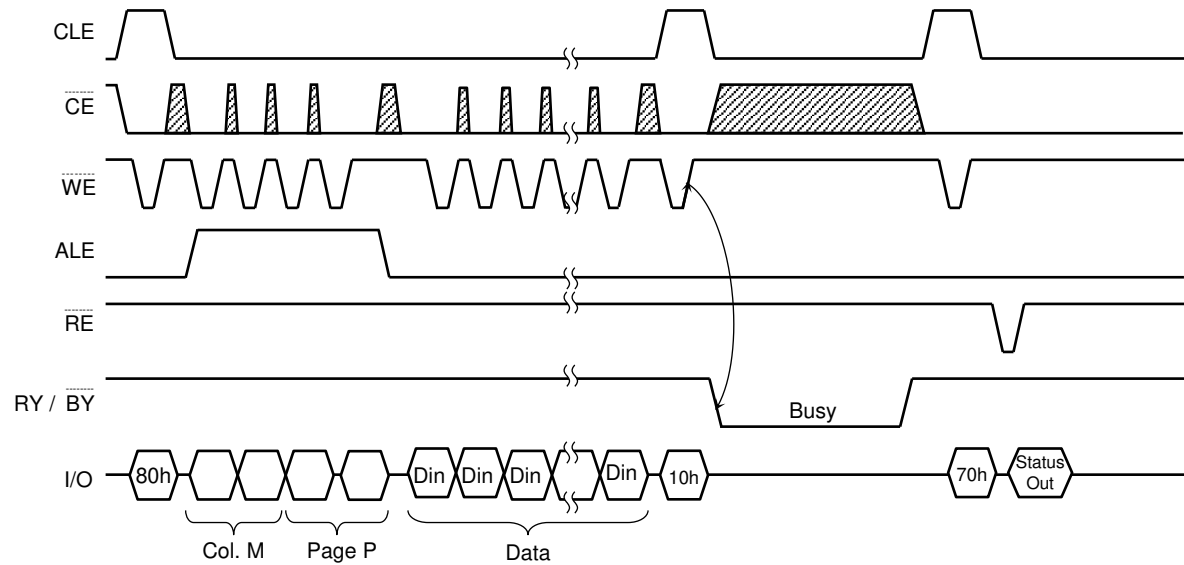 CLE
CE
WE
ALE
RE
RY / BY
Busy
I/O
80h Din Din Din Din 10h 70h Status Out
Col. M Page P Data